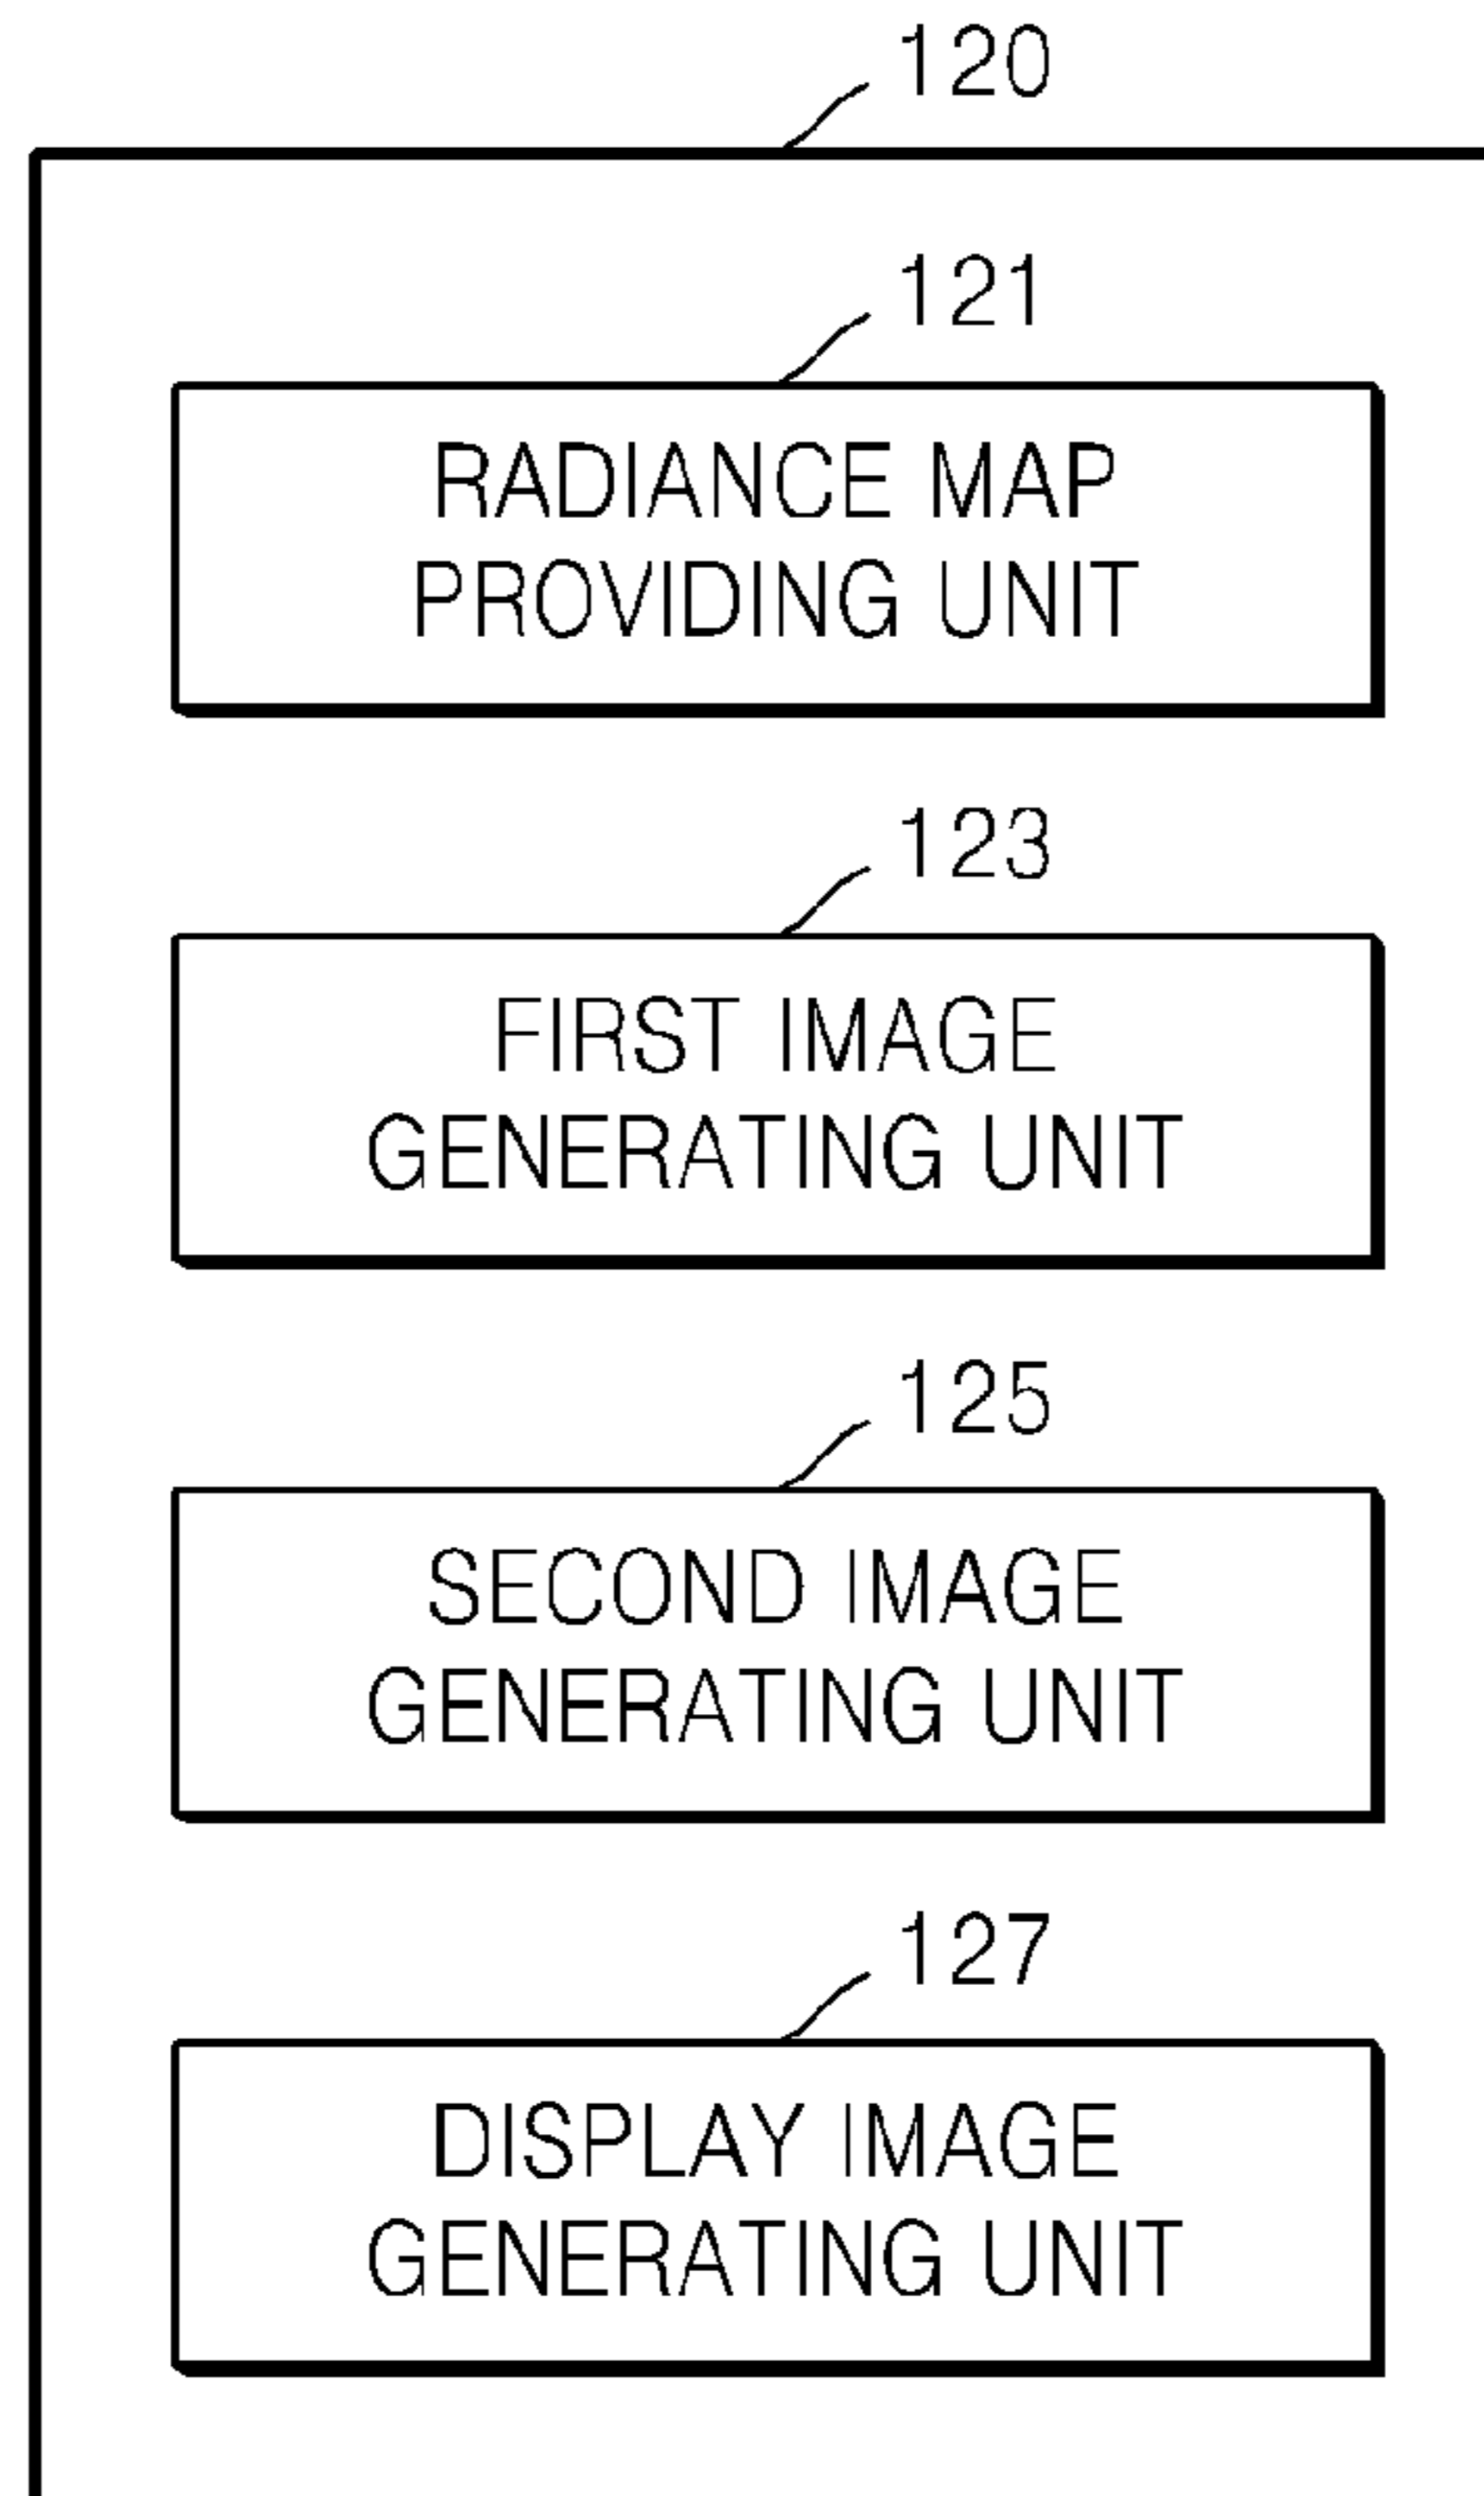 120
121
RADIANCE MAP
PROVIDING UNIT
123
FIRST IMAGE
GENERATING UNIT
125
SECOND IMAGE
GENERATING UNIT
127
DISPLAY IMAGE
GENERATING UNIT